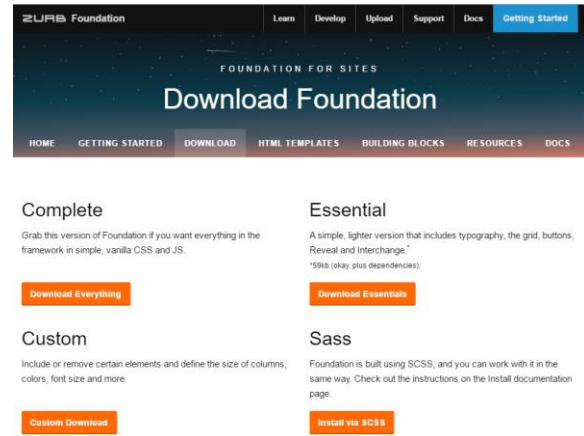 ZURB Foundation Learn Develop Upload Support Docs Getting Started
FOUNDATION FOR SITES
Download Foundation
HOME GETTING STARTED DOWNLOAD HTML TEMPLATES BUILDING BLOCKS RESOURCES DOCS
Complete
Grab this version of Foundation if you want everything in the
framework in simple, vanilla CSS and JS.
Download Everything
Essential
A simple, lighter version that includes typography, the grid, buttons,
Reveal and Interchange.*
*59kb (okay, plus dependencies).
Download Essentials
Custom
Include or remove certain elements and define the size of columns,
colors, font size and more.
Custom Download
Sass
Foundation is built using SCSS, and you can work with it in the
same way. Check out the instructions on the Install documentation
page.
Install via SCSS